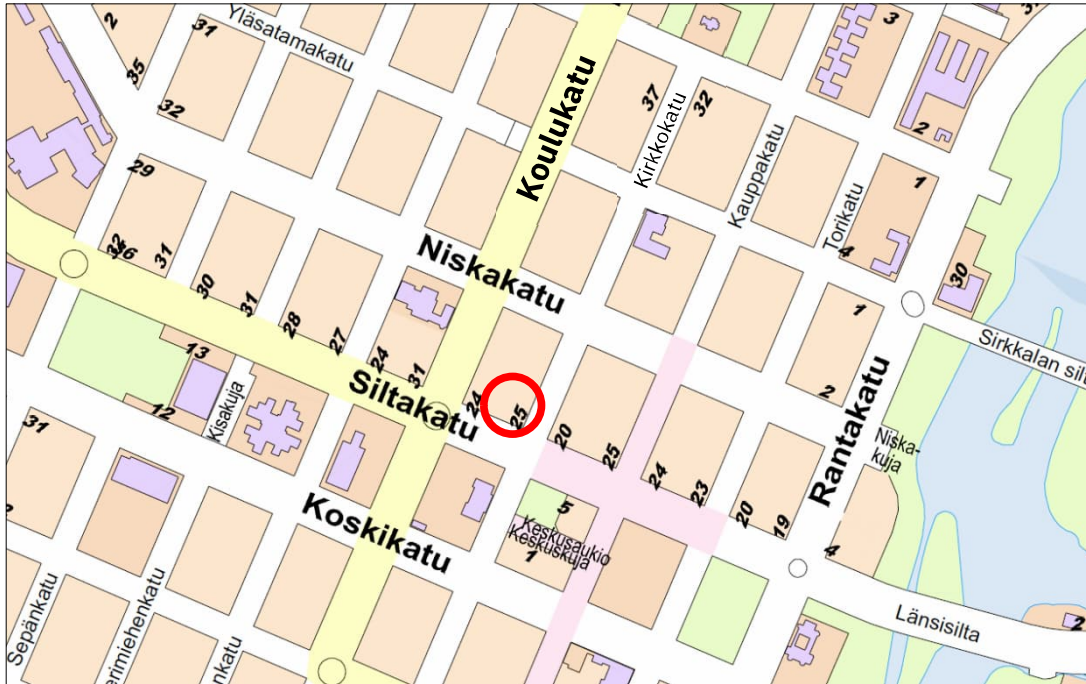 2
31
Yläsatamakatu
35
32
Koulukatu
37
Kirkkokatu
32
3
2
Kauppakatu
Torikatu
1
4
30
29
31
30
31
28
27
24
31
Niskakatu
Siltakatu
24
25
20
25
24
23
20
19
1
2
Rantakatu
Niska-
kuja
Sirkkalan sil
13
12
Kisakuja
31
Koskikatu
5
Keskusaukio
Keskuskuja
1
4
Länsisilta
2
Sepänkatu
erimiehenkatu
nkatu